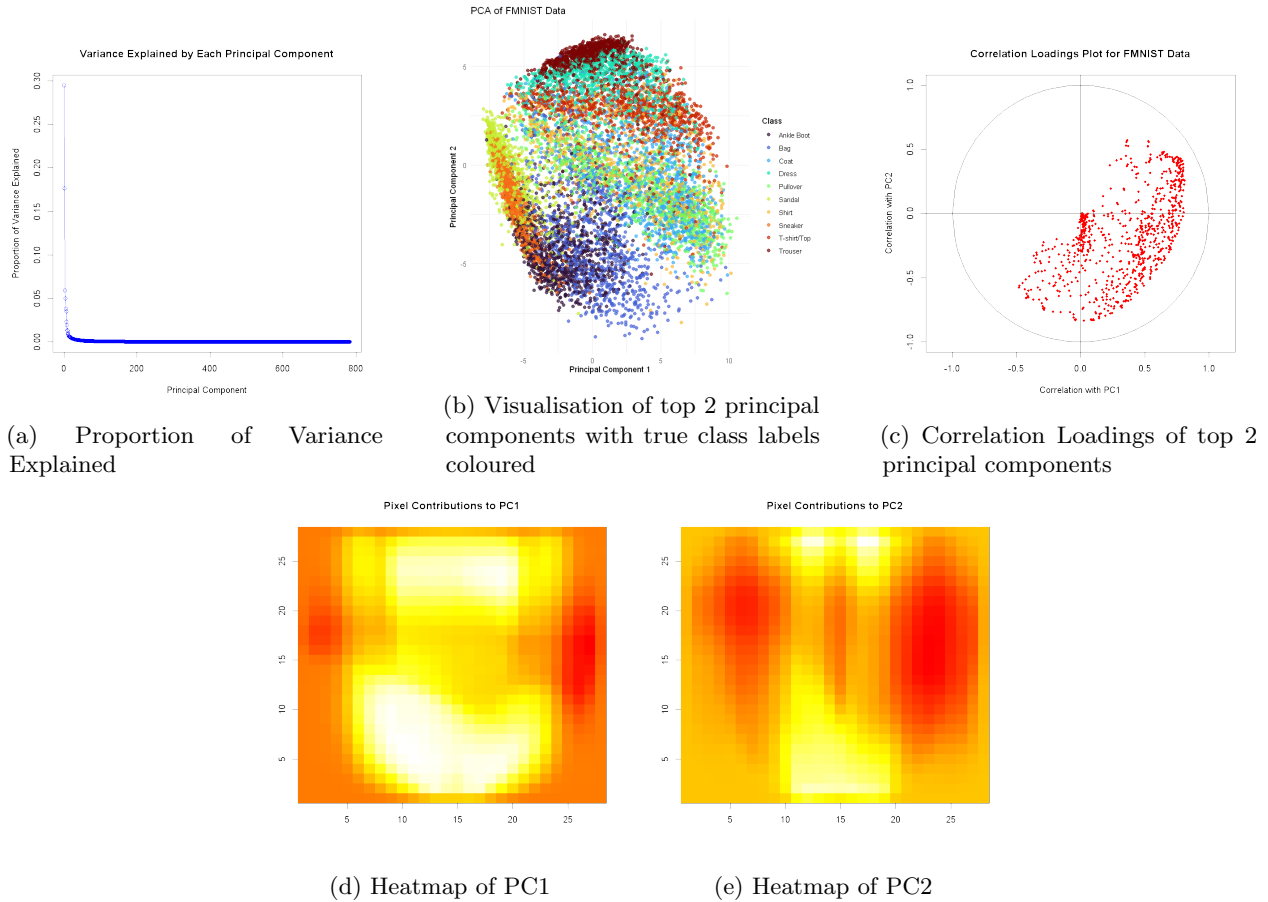 Variance Explained by Each Principal Component
Proportion of Variance Explained
0.00
0.05
0.10
0.15
0.20
0.25
0.30
0
200
400
600
800
Principal Component
(a) Proportion of Variance
Explained
PCA of FMNIST Data
Principal Component 2
5
0
-5
-5
0
5
10
Principal Component 1
Class
Ankle Boot
Bag
Coat
Dress
Pullover
Sandal
Shirt
Sneaker
T-shirt/Top
Trouser
(b) Visualisation of top 2 principal
components with true class labels
coloured
Correlation Loadings Plot for FMNIST Data
Correlation with PC2
-1.0
-0.5
0.0
0.5
1.0
-1.0
-0.5
0.0
0.5
1.0
Correlation with PC1
(c) Correlation Loadings of top 2
principal components
Pixel Contributions to PC1
5
10
15
20
25
5
10
15
20
25
(d) Heatmap of PC1
Pixel Contributions to PC2
5
10
15
20
25
5
10
15
20
25
(e) Heatmap of PC2